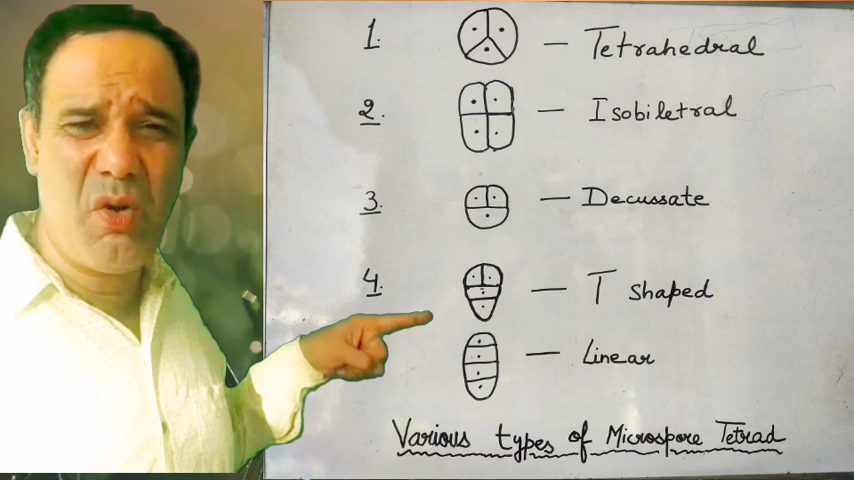 1. — Tetrahedral
2. — Isobiletral
3. — Decussate
4. — T shaped
— Linear
Various types of Microspore Tetrad